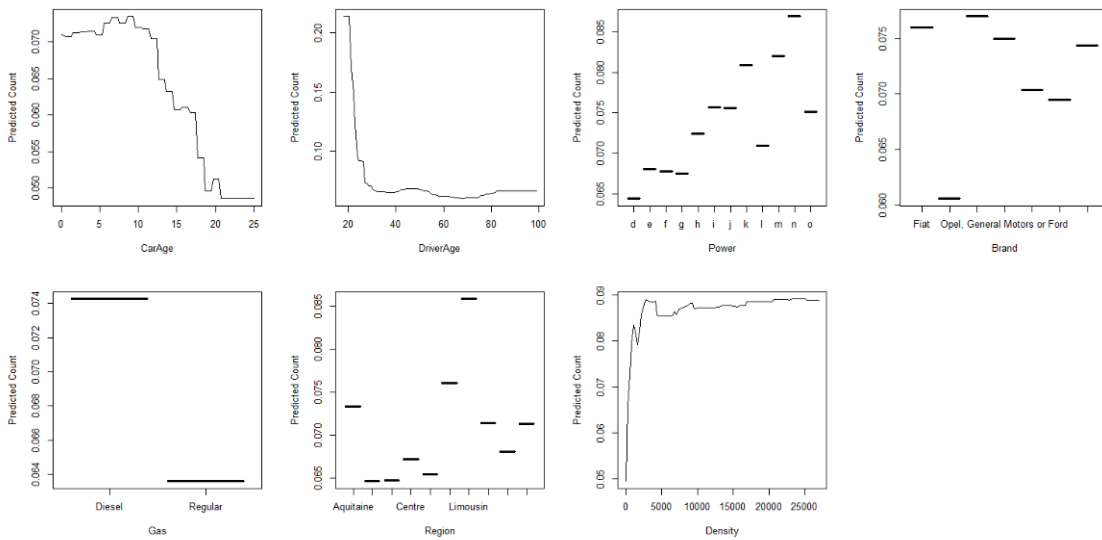 Predicted Count
0.050 0.055 0.060 0.065 0.070
0 5 10 15 20 25
CarAge
Predicted Count
0.10 0.15 0.20
20 40 60 80 100
DriverAge
Predicted Count
0.065 0.070 0.075 0.080 0.085
d e f g h i j k l m n o
Power
Predicted Count
0.060 0.065 0.070 0.075
Fiat Opel, General Motors or Ford
Brand
Predicted Count
0.064 0.066 0.068 0.070 0.072 0.074
Diesel Regular
Gas
Predicted Count
0.065 0.070 0.075 0.080 0.085
Aquitaine Centre Limousin
Region
Predicted Count
0.05 0.06 0.07 0.08 0.09
0 5000 10000 15000 20000 25000
Density